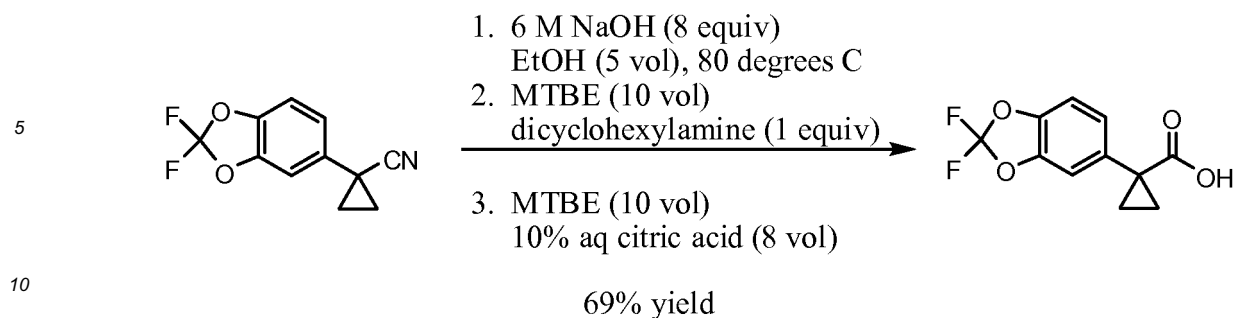 1. 6 M NaOH (8 equiv)
EtOH (5 vol), 80 degrees C
2. MTBE (10 vol)
dicyclohexylamine (1 equiv)
3. MTBE (10 vol)
10% aq citric acid (8 vol)
69% yield
5
10
F
F
O
O
CN
F
F
O
O
O
OH